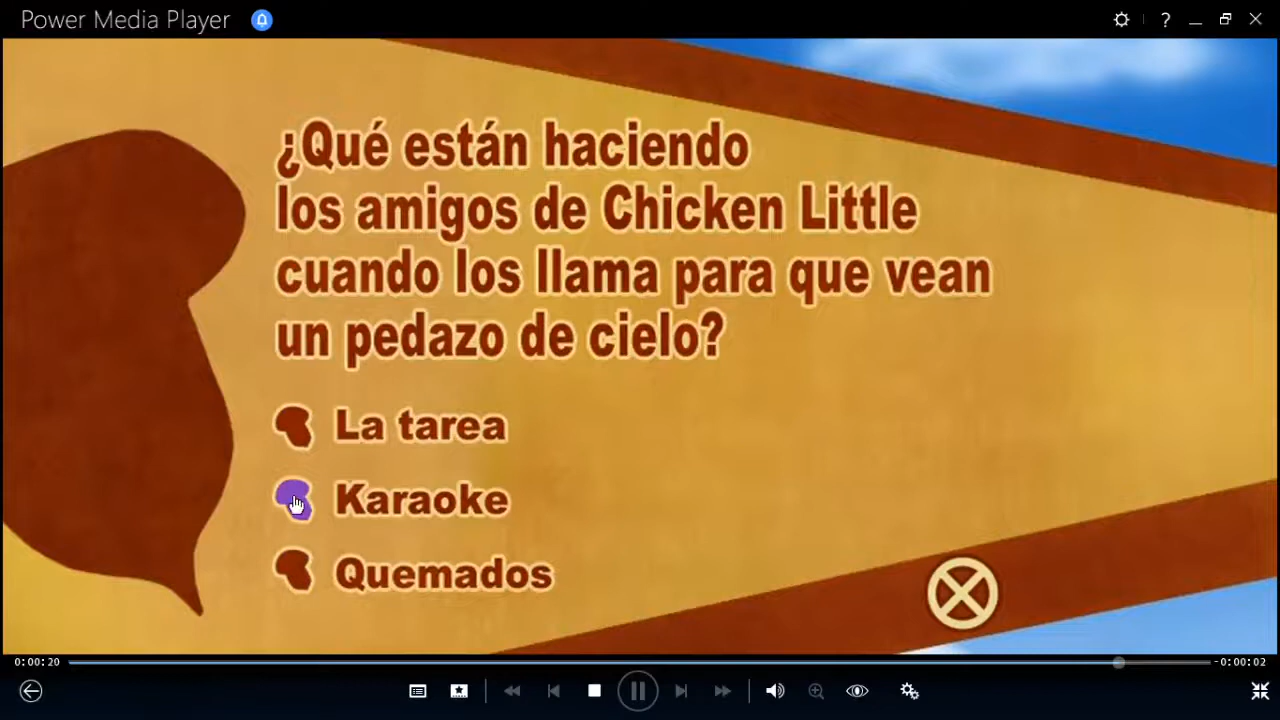 Power Media Player
¿Qué están haciendo
los amigos de Chicken Little
cuando los llama para que vean
un pedazo de cielo?
La tarea
Karaoke
Quemados
0:00:20
-0:00:02